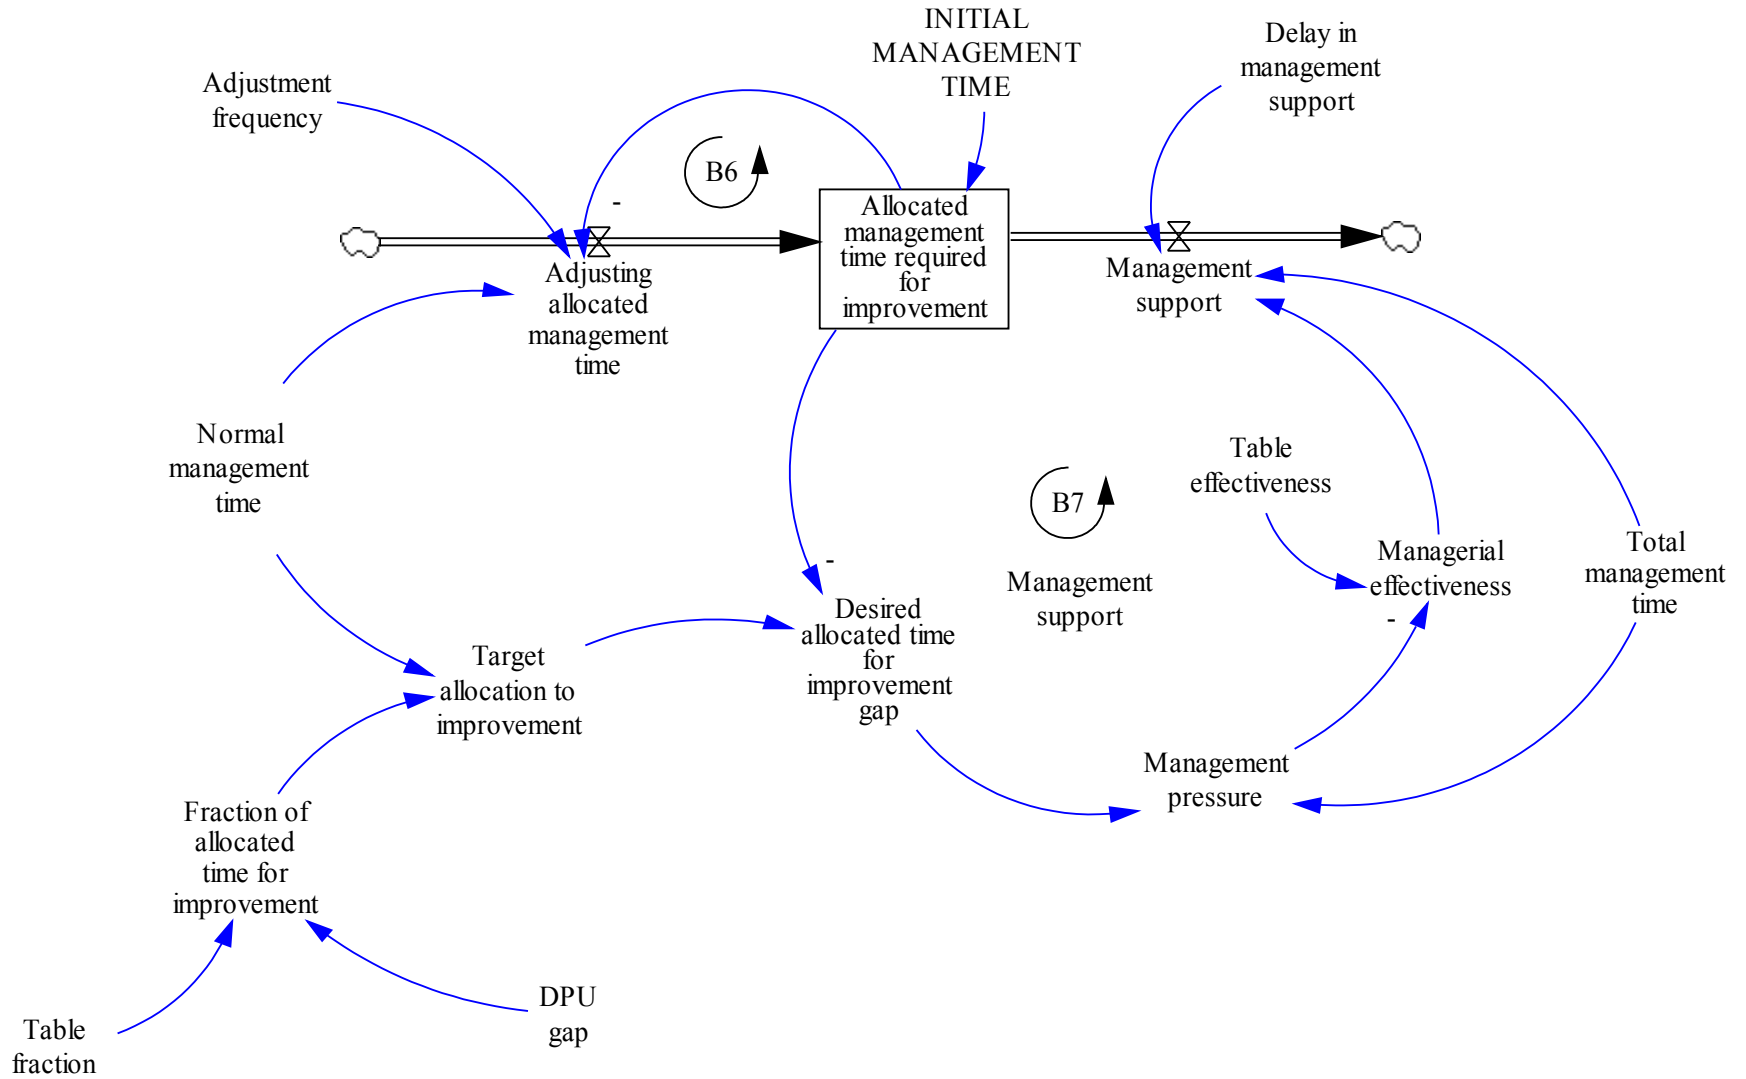 INITIAL
MANAGEMENT
TIME
Delay in
management
support
Adjustment
frequency
B6
-
Allocated
management
time required
for
improvement
Adjusting
allocated
management
time
Management
support
Normal
management
time
Table
effectiveness
B7
Management
support
Managerial
effectiveness
-
Total
management
time
-
Desired
allocated time
for
improvement
gap
Target
allocation to
improvement
Management
pressure
Fraction of
allocated
time for
improvement
DPU
gap
Table
fraction